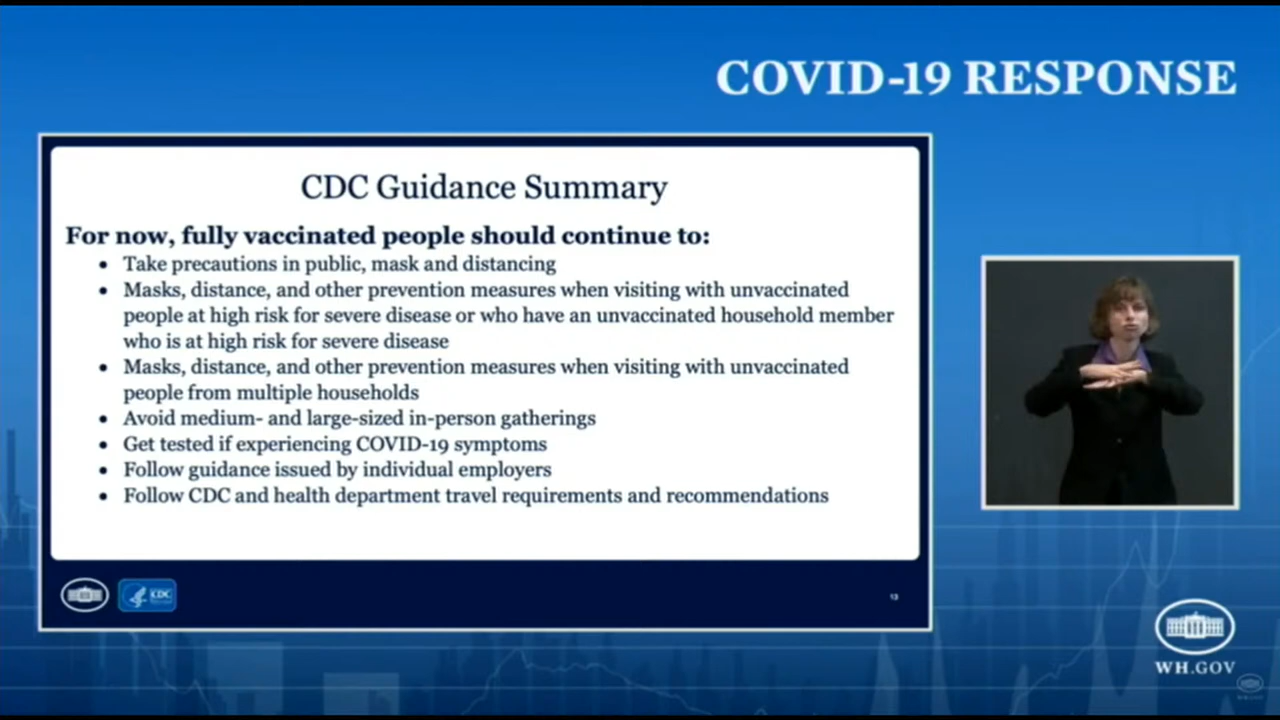 COVID-19 RESPONSE
CDC Guidance Summary
For now, fully vaccinated people should continue to:
• Take precautions in public, mask and distancing
• Masks, distance, and other prevention measures when visiting with unvaccinated
people at high risk for severe disease or who have an unvaccinated household member
who is at high risk for severe disease
• Masks, distance, and other prevention measures when visiting with unvaccinated
people from multiple households
• Avoid medium- and large-sized in-person gatherings
• Get tested if experiencing COVID-19 symptoms
• Follow guidance issued by individual employers
• Follow CDC and health department travel requirements and recommendations
CDC
13
WH.GOV
WH.GOV